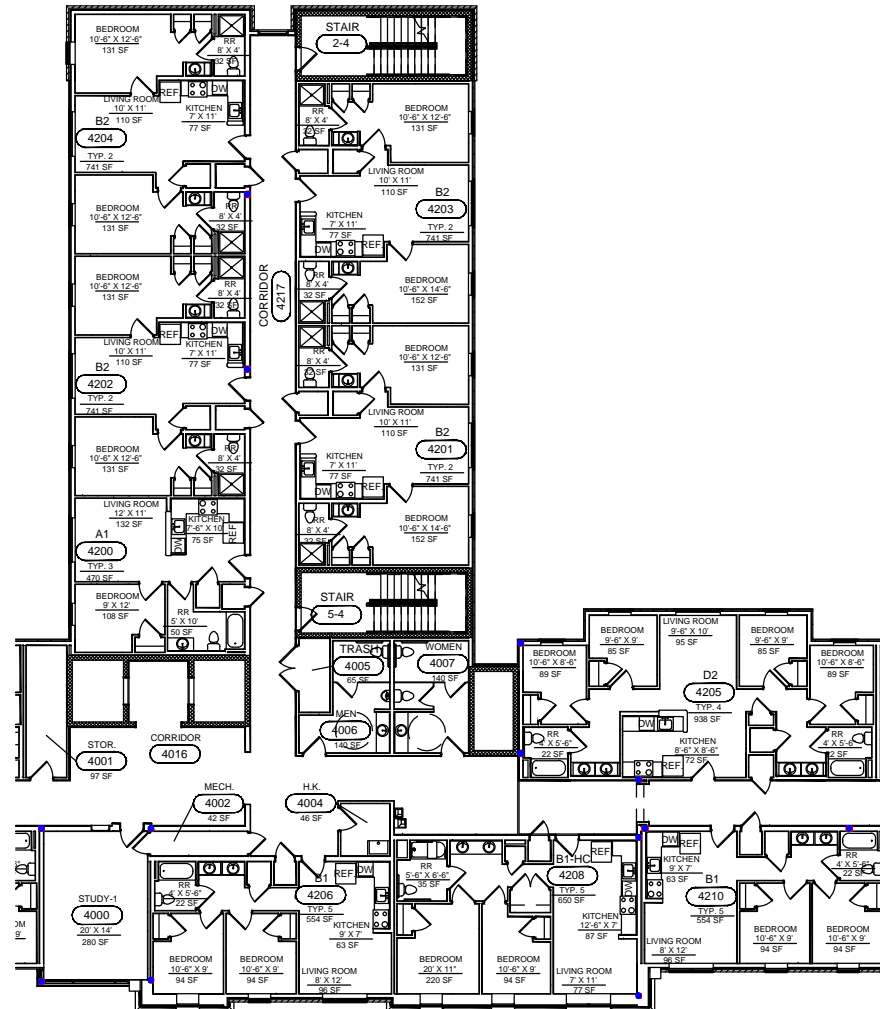 BEDROOM
10'-6" X 12'-6"
131 SF
RR
8' X 4'
32 SF
STAIR
2-4
LIVING ROOM
10' X 11'
110 SF
REF.
DW
KITCHEN
7' X 11'
77 SF
B2
4204
TYP. 2
741 SF
RR
8' X 4'
32 SF
BEDROOM
10'-6" X 12'-6"
131 SF
LIVING ROOM
10' X 11'
110 SF
B2
4203
TYP. 2
741 SF
KITCHEN
7' X 11'
77 SF
DW
REF.
BEDROOM
10'-6" X 12'-6"
131 SF
RR
8' X 4'
32 SF
BEDROOM
10'-6" X 12'-6"
131 SF
RR
8' X 4'
32 SF
CORRIDOR
4217
RR
8' X 4'
32 SF
BEDROOM
10'-6" X 14'-6"
152 SF
LIVING ROOM
10' X 11'
110 SF
REF.
DW
KITCHEN
7' X 11'
77 SF
B2
4202
TYP. 2
741 SF
RR
8' X 4'
32 SF
BEDROOM
10'-6" X 12'-6"
131 SF
LIVING ROOM
10' X 11'
110 SF
B2
4201
TYP. 2
741 SF
KITCHEN
7' X 11'
77 SF
DW
REF.
BEDROOM
10'-6" X 12'-6"
131 SF
RR
8' X 4'
32 SF
RR
8' X 4'
32 SF
BEDROOM
10'-6" X 14'-6"
152 SF
LIVING ROOM
12' X 11'
132 SF
KITCHEN
7'-6" X 10'
75 SF
DW
REF.
A1
4200
TYP. 3
470 SF
BEDROOM
9' X 12'
108 SF
RR
5' X 10'
50 SF
STAIR
5-4
TRASH
4005
65 SF
WOMEN
4007
140 SF
MEN
4006
140 SF
STOR.
4001
97 SF
CORRIDOR
4016
BEDROOM
9'-6" X 9'
85 SF
LIVING ROOM
9'-6" X 10'
95 SF
BEDROOM
9'-6" X 9'
85 SF
BEDROOM
10'-6" X 8'-6"
89 SF
BEDROOM
10'-6" X 8'-6"
89 SF
D2
4205
TYP. 4
938 SF
DW
KITCHEN
8'-6" X 8'-6"
72 SF
REF.
RR
4' X 5'-6"
22 SF
RR
4' X 5'-6"
22 SF
MECH.
4002
42 SF
H.K.
4004
46 SF
STUDY-1
4000
20' X 14'
280 SF
RR
4' X 5'-6"
22 SF
B1
4206
TYP. 5
554 SF
REF.
DW
KITCHEN
9' X 7'
63 SF
BEDROOM
10'-6" X 9'
94 SF
BEDROOM
10'-6" X 9'
94 SF
LIVING ROOM
8' X 12'
96 SF
RR
5'-6" X 6'-6"
35 SF
B1-HC
4208
TYP. 5
650 SF
REF.
DW
KITCHEN
12'-6" X 7'
87 SF
BEDROOM
20' X 11"
220 SF
BEDROOM
10'-6" X 9'
94 SF
LIVING ROOM
7' X 11'
77 SF
DW
REF.
KITCHEN
9' X 7'
63 SF
B1
4210
TYP. 5
554 SF
RR
4' X 5'-6"
22 SF
LIVING ROOM
8' X 12'
96 SF
BEDROOM
10'-6" X 9'
94 SF
BEDROOM
10'-6" X 9'
94 SF